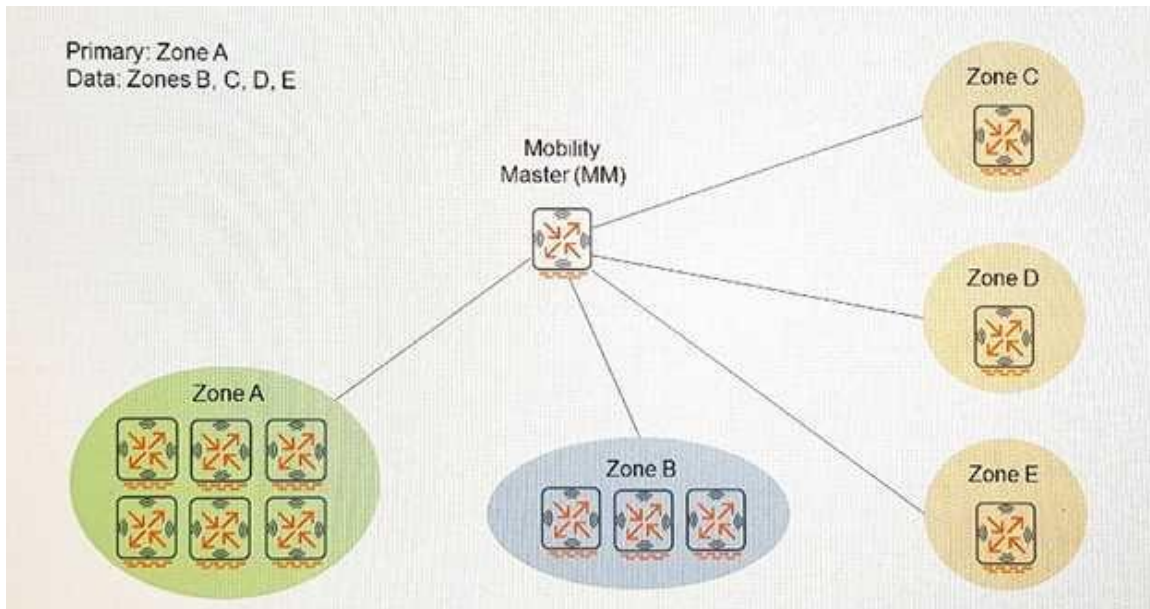 Primary: Zone A
Data: Zones B, C, D, E
Zone C
Mobility
Master (MM)
Zone D
Zone A
Zone B
Zone E